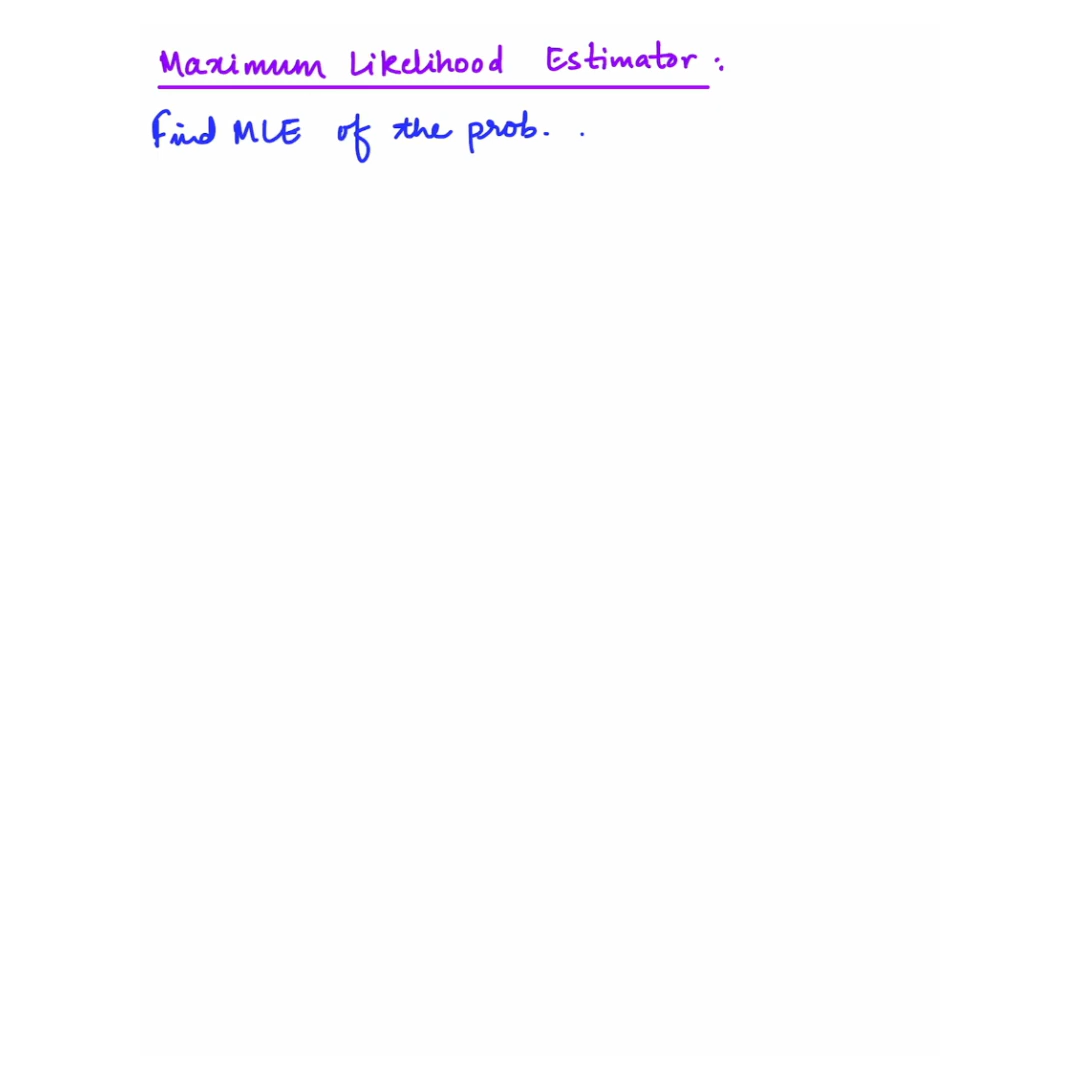 Maximum Likelihood Estimator :
Find MLE of the prob. .